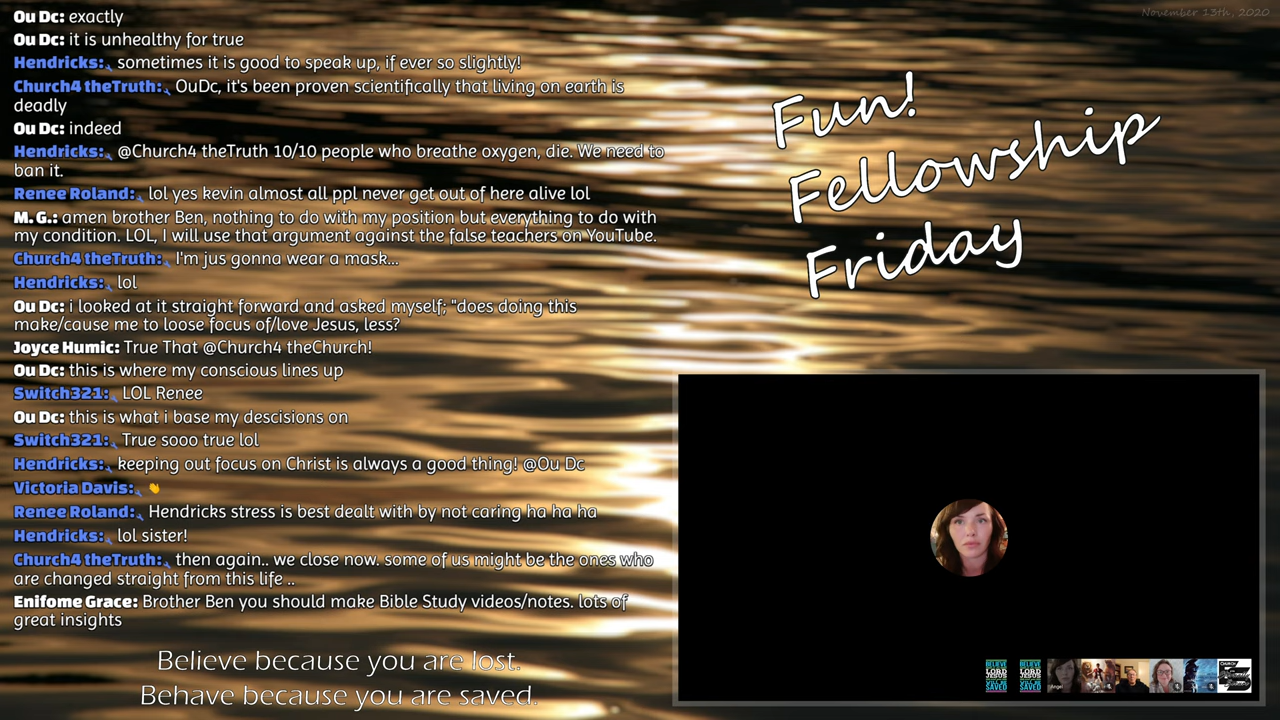 Ou Dc: exactly
Ou Dc: it is unhealthy for true
Hendricks: sometimes it is good to speak up, if ever so slightly!
Church4 theTruth: OuDc, it's been proven scientifically that living on earth is
deadly
Ou Dc: indeed
Hendricks: @Church4 theTruth 10/10 people who breathe oxygen, die. We need to
ban it.
Renee Roland: lol yes kevin almost all ppl never get out of here alive lol
M. G.: amen brother Ben, nothing to do with my position but everything to do with
my condition. LOL, I will use that argument against the false teachers on YouTube.
Church4 theTruth: I'm jus gonna wear a mask...
Hendricks: lol
Ou Dc: i looked at it straight forward and asked myself; "does doing this
make/cause me to loose focus of/love Jesus, less?
Joyce Humic: True That @Church4 theChurch!
Ou Dc: this is where my conscious lines up
Switch321: LOL Renee
Ou Dc: this is what i base my descisions on
Switch321: True sooo true lol
Hendricks: keeping out focus on Christ is always a good thing! @Ou Dc
Victoria Davis:
Renee Roland: Hendricks stress is best dealt with by not caring ha ha ha
Hendricks: lol sister!
Church4 theTruth: then again.. we close now. some of us might be the ones who
are changed straight from this life ..
Enifome Grace: Brother Ben you should make Bible Study videos/notes. lots of
great insights
Believe because you are lost.
Behave because you are saved.
November 13th, 2020
Fun!
Fellowship
Friday
BELIEVE
LORD
JESUS
SAVED
BELIEVE
LORD
JESUS
SAVED
Angel